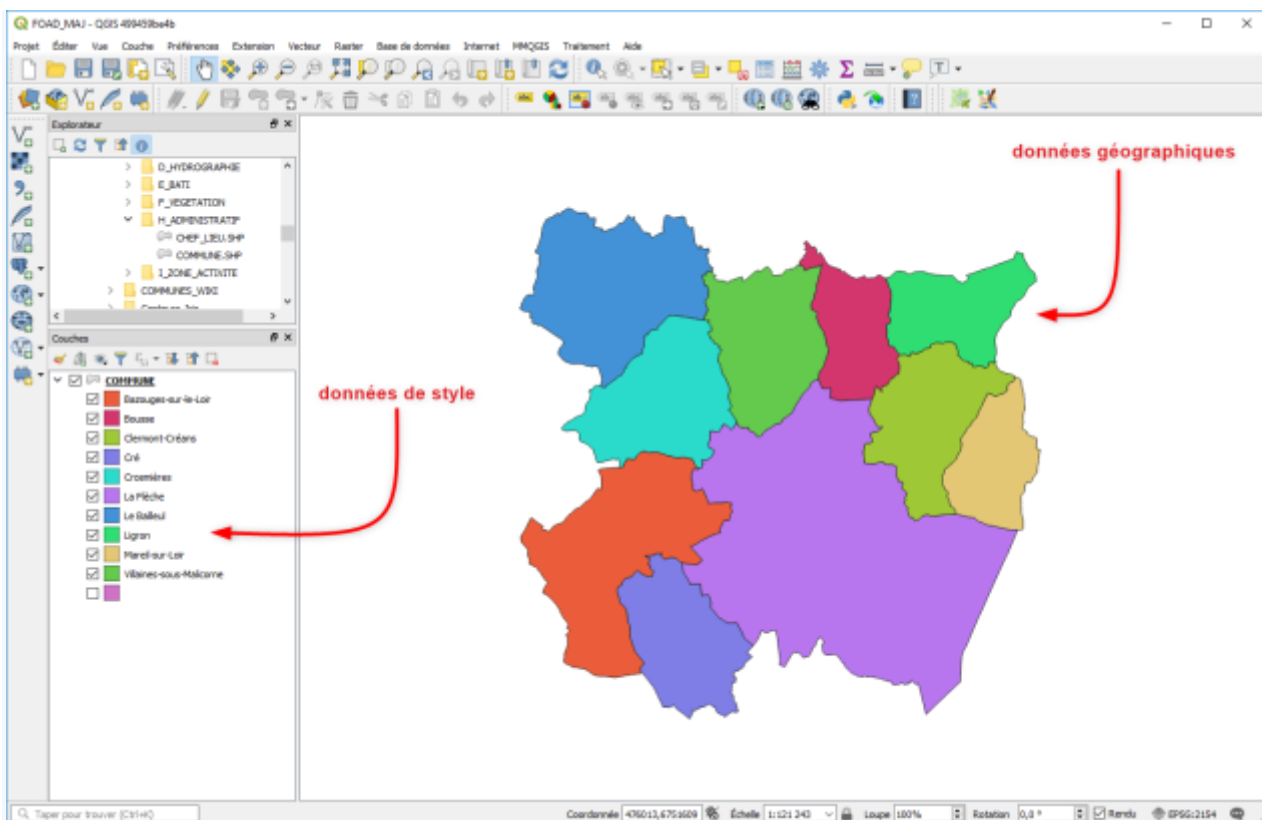 FOAD_MAJ - QGIS 499459be4b
Projet Éditer Vue Couche Préférences Extension Vecteur Raster Base de données Internet MMQGIS Traitement Aide
Explorateur
D_HYDROGRAPHIE
E_BATI
F_VEGETATION
H_ADMINISTRATIF
CHEF_LIEU.SHP
COMMUNE.SHP
I_ZONE_ACTIVITE
COMMUNES_WIKI
Couches
COMMUNE
Bazouges-sur-le-Loir
Bousse
Clermont-Créans
Cré
Crosmières
La Flèche
Le Bailleul
Ligron
Mareil-sur-Loir
Villaines-sous-Malicorne
données de style
données géographiques
Taper pour trouver (Ctrl+K)
Coordonnée 476013,6751609 Échelle 1:121 343 Loupe 100% Rotation 0,0 ° Rendu EPSG:2154